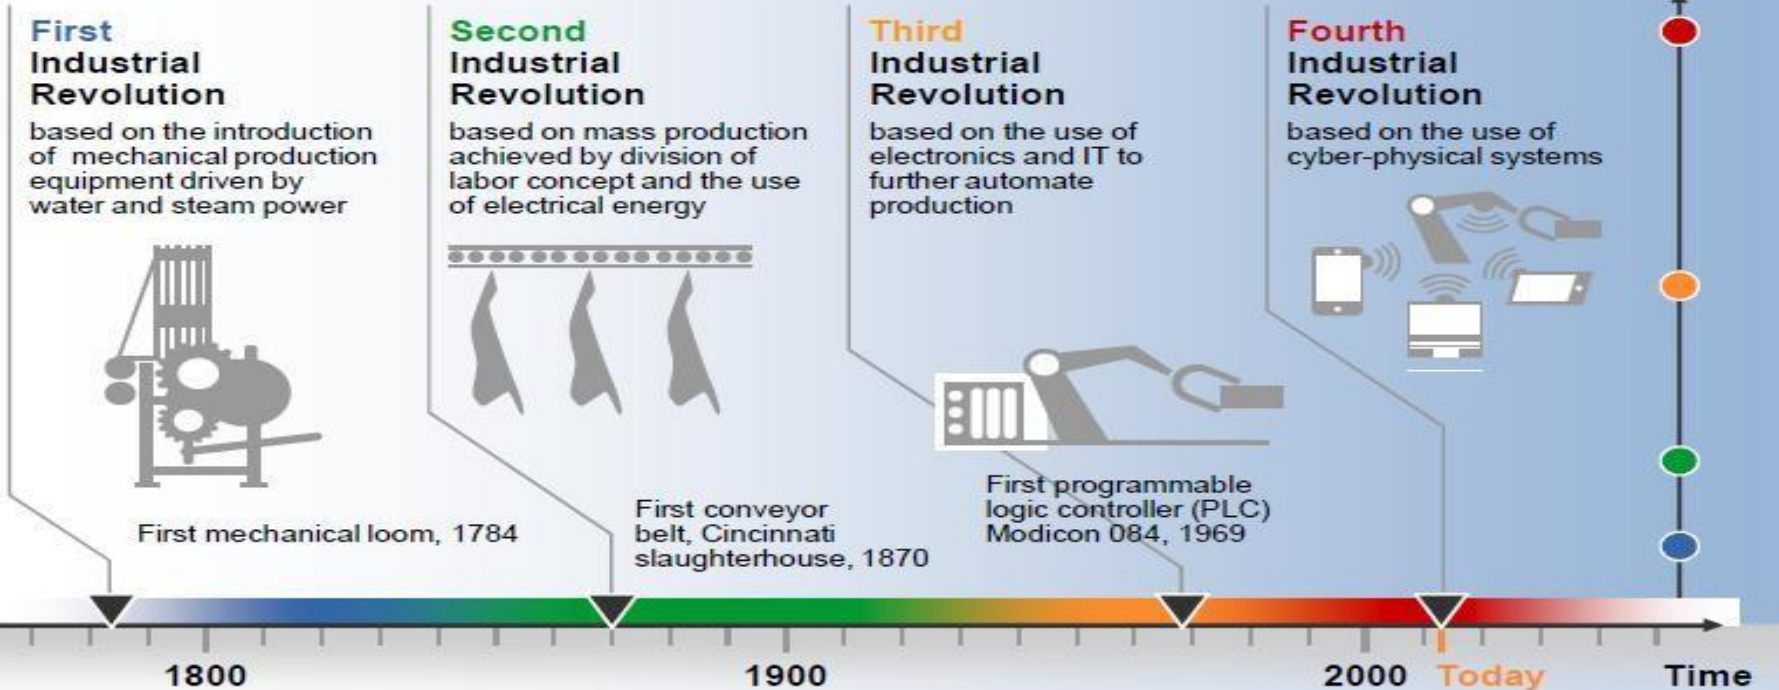 First
Industrial
Revolution
based on the introduction
of mechanical production
equipment driven by
water and steam power
First mechanical loom, 1784
Second
Industrial
Revolution
based on mass production
achieved by division of
labor concept and the use
of electrical energy
First conveyor
belt, Cincinnati
slaughterhouse, 1870
Third
Industrial
Revolution
based on the use of
electronics and IT to
further automate
production
First programmable
logic controller (PLC)
Modicon 084, 1969
Fourth
Industrial
Revolution
based on the use of
cyber-physical systems
1800 1900 2000 Today Time